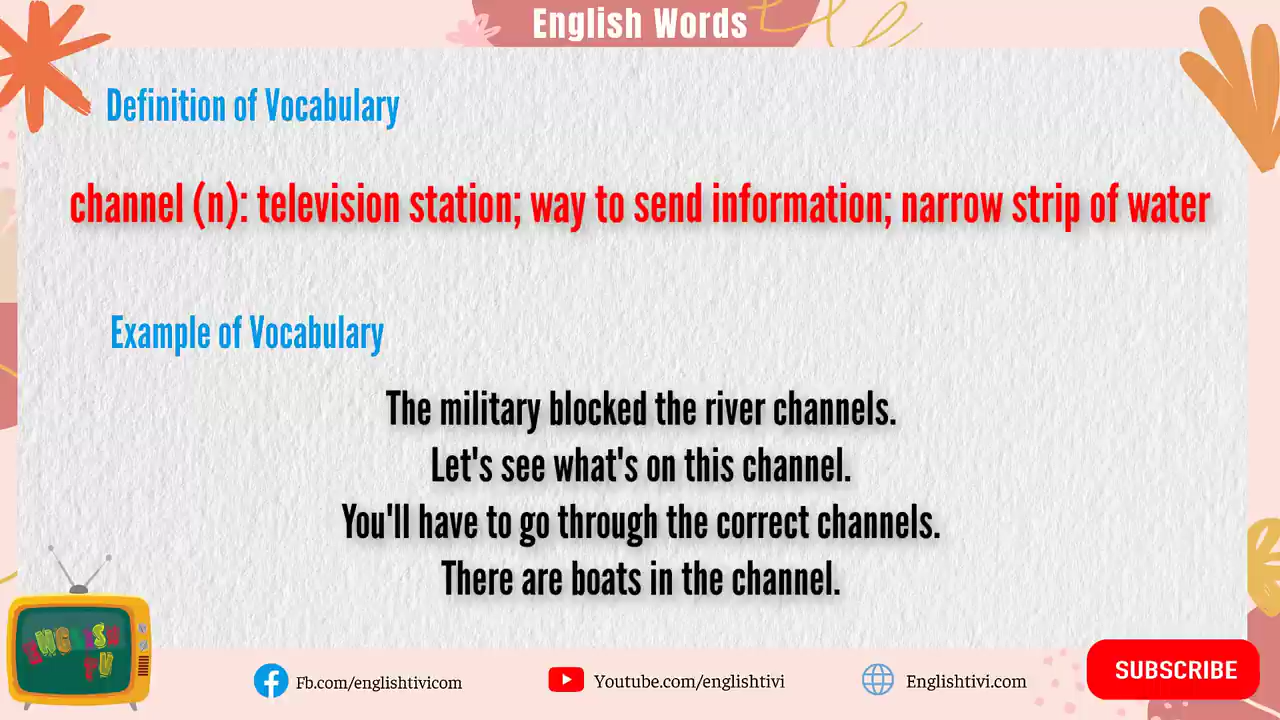 English Words
Definition of Vocabulary
channel (n): television station; way to send information; narrow strip of water
Example of Vocabulary
The military blocked the river channels.
Let's see what's on this channel.
You'll have to go through the correct channels.
There are boats in the channel.
ENGLISH
TV
Fb.com/englishtivicom
Youtube.com/englishtivi
Englishtivi.com
SUBSCRIBE